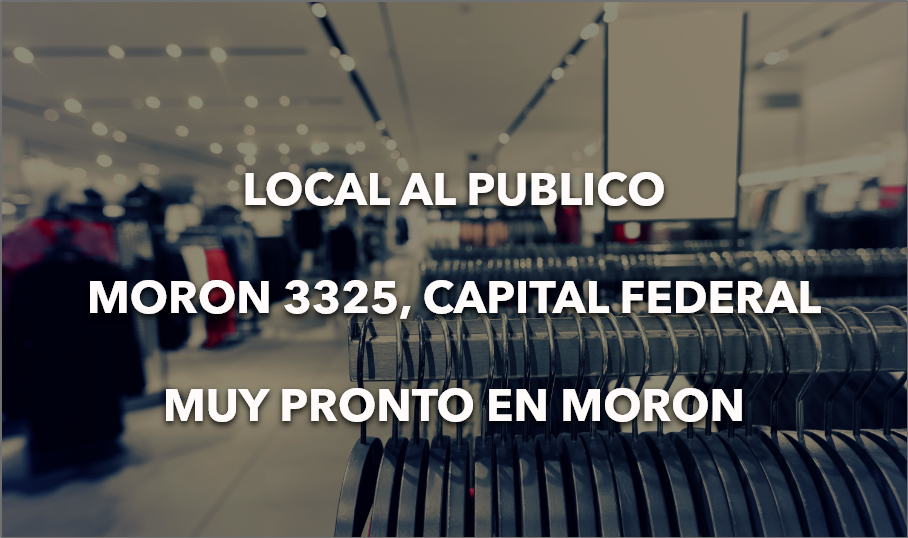 LOCAL AL PUBLICO
MORON 3325, CAPITAL FEDERAL
MUY PRONTO EN MORON